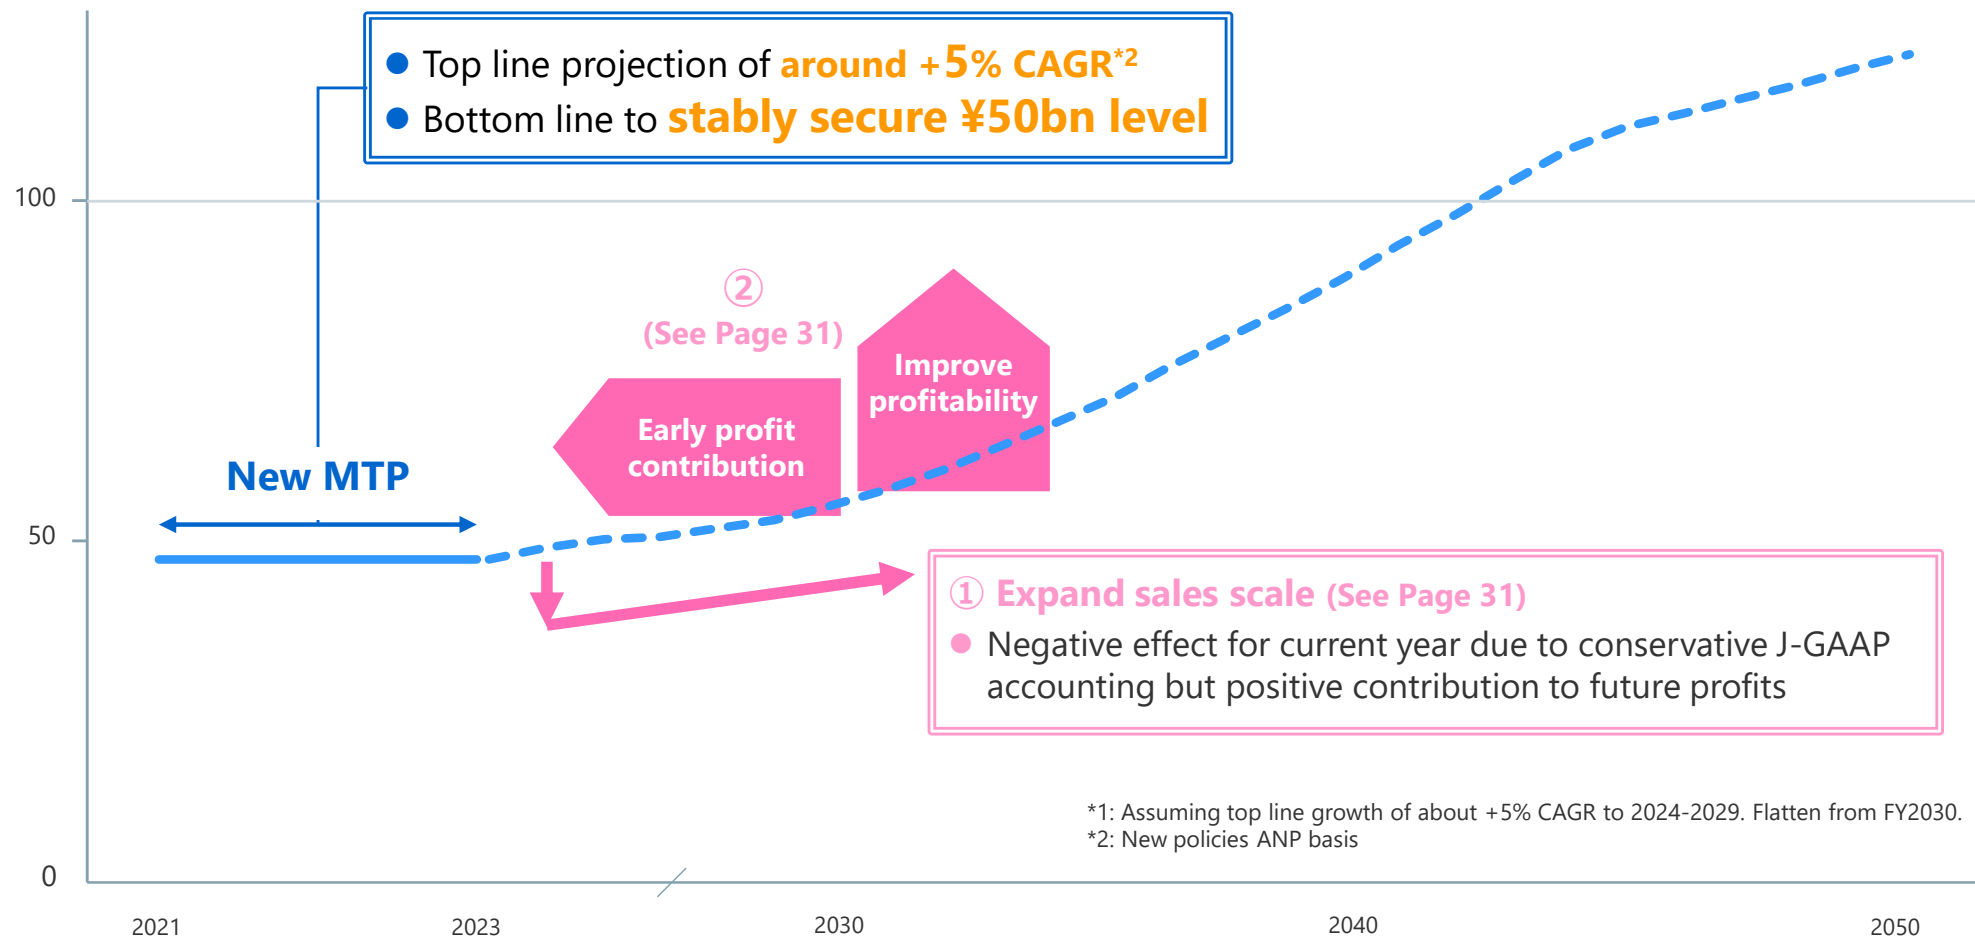 ● Top line projection of around +5% CAGR*2
● Bottom line to stably secure ¥50bn level
100
②
(See Page 31)
Improve
profitability
Early profit
contribution
New MTP
50
① Expand sales scale (See Page 31)
● Negative effect for current year due to conservative J-GAAP
accounting but positive contribution to future profits
*1: Assuming top line growth of about +5% CAGR to 2024-2029. Flatten from FY2030.
*2: New policies ANP basis
0
2021
2023
2030
2040
2050